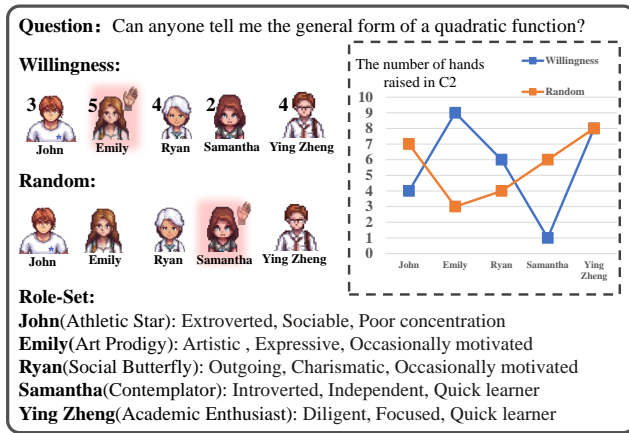 Question: Can anyone tell me the general form of a quadratic function?
Willingness:
3 5 4 2 4
John Emily Ryan Samantha Ying Zheng
Random:
John Emily Ryan Samantha Ying Zheng
The number of hands
raised in C2
Willingness
Random
10
9
8
7
6
5
4
3
2
1
0
John Emily Ryan Samantha Ying
Zheng
Role-Set:
John(Athletic Star): Extroverted, Sociable, Poor concentration
Emily(Art Prodigy): Artistic , Expressive, Occasionally motivated
Ryan(Social Butterfly): Outgoing, Charismatic, Occasionally motivated
Samantha(Contemplator): Introverted, Independent, Quick learner
Ying Zheng(Academic Enthusiast): Diligent, Focused, Quick learner